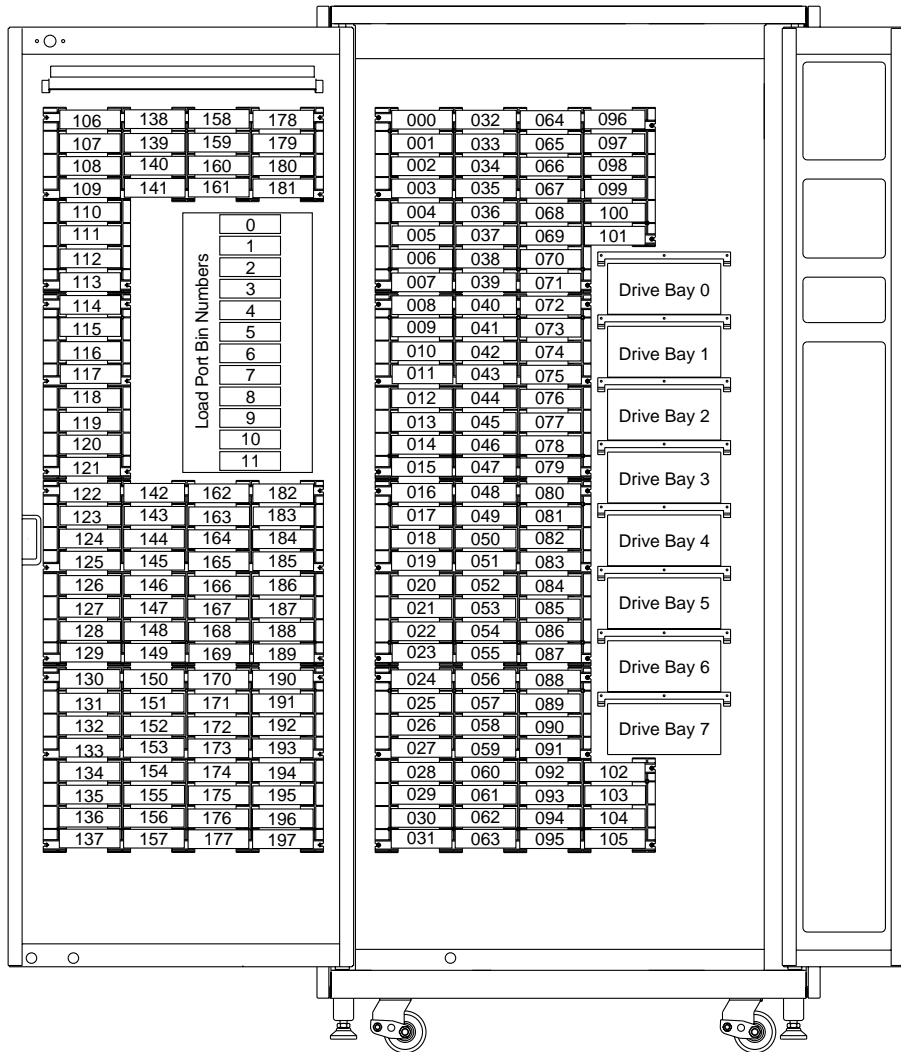 106 138 158 178 000 032 064 096
107 139 159 179 001 033 065 097
108 140 160 180 002 034 066 098
109 141 161 181 003 035 067 099
110 004 036 068 100
111 005 037 069 101
112 006 038 070
113 007 039 071
114 008 040 072
115 009 041 073
116 010 042 074
117 011 043 075
118 012 044 076
119 013 045 077
120 014 046 078
121 015 047 079
Load Port Bin Numbers
0
1
2
3
4
5
6
7
8
9
10
11
Drive Bay 0
Drive Bay 1
Drive Bay 2
Drive Bay 3
Drive Bay 4
Drive Bay 5
Drive Bay 6
Drive Bay 7
122 142 162 182 016 048 080
123 143 163 183 017 049 081
124 144 164 184 018 050 082
125 145 165 185 019 051 083
126 146 166 186 020 052 084
127 147 167 187 021 053 085
128 148 168 188 022 054 086
129 149 169 189 023 055 087
130 150 170 190 024 056 088
131 151 171 191 025 057 089
132 152 172 192 026 058 090
133 153 173 193 027 059 091
134 154 174 194 028 060 092 102
135 155 175 195 029 061 093 103
136 156 176 196 030 062 094 104
137 157 177 197 031 063 095 105